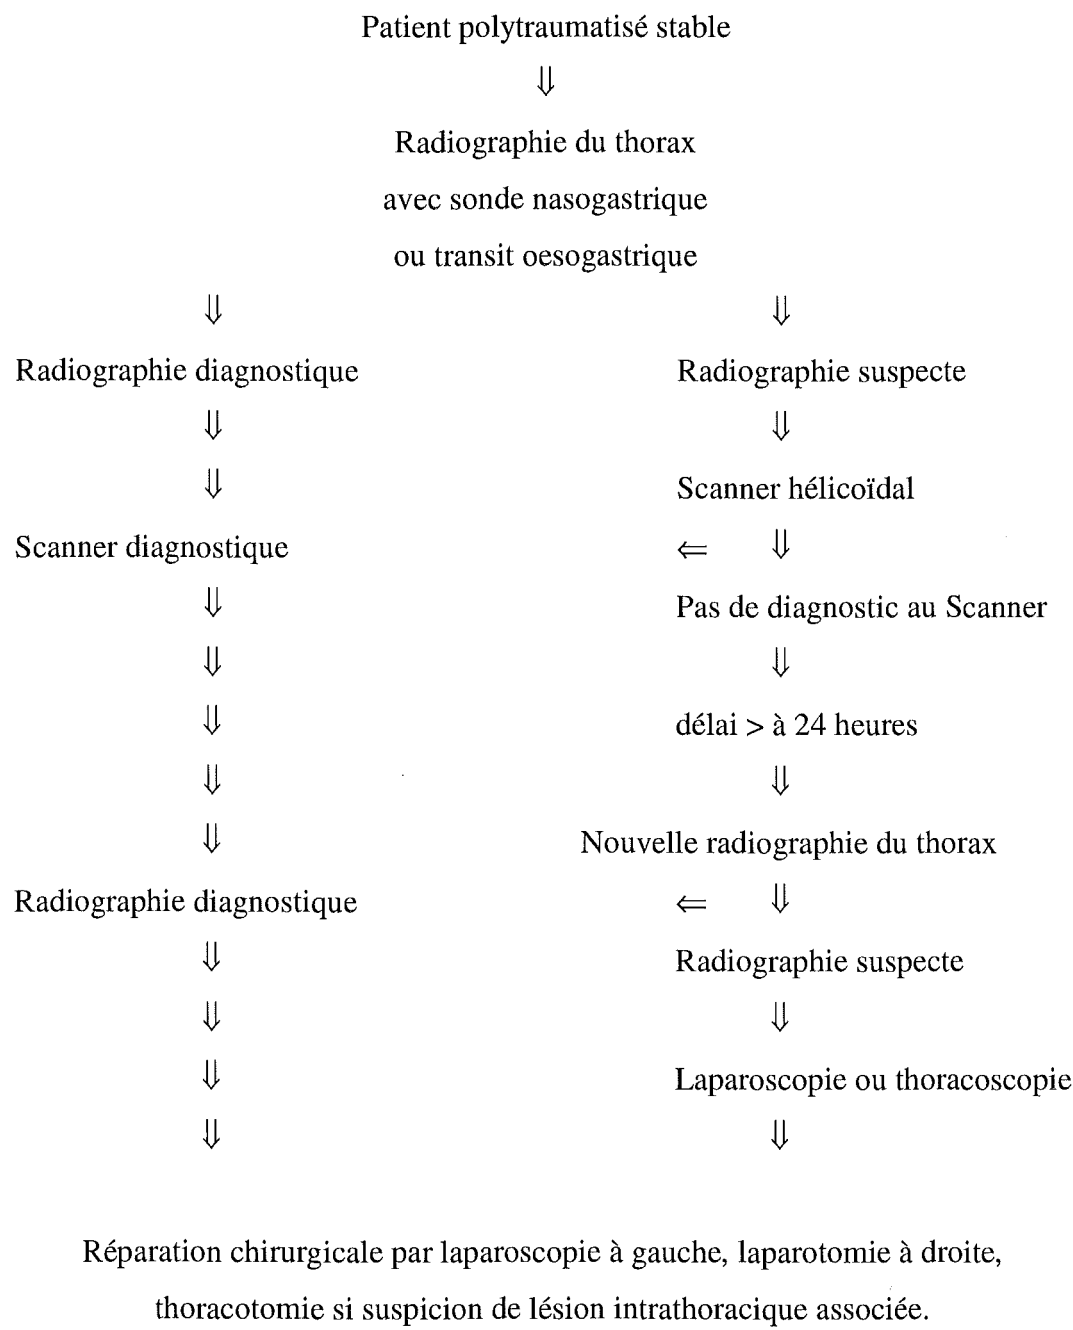 Patient polytraumatisé stable
⇓
Radiographie du thorax
avec sonde nasogastrique
ou transit oesogastrique
⇓ ⇓
Radiographie diagnostique Radiographie suspecte
⇓ ⇓
⇓ Scanner hélicoïdal
Scanner diagnostique ⇐ ⇓
⇓ Pas de diagnostic au Scanner
⇓ ⇓
⇓ délai > à 24 heures
⇓ ⇓
⇓ Nouvelle radiographie du thorax
Radiographie diagnostique ⇐ ⇓
⇓ Radiographie suspecte
⇓ ⇓
⇓ Laparoscopie ou thoracoscopie
⇓ ⇓
Réparation chirurgicale par laparoscopie à gauche, laparotomie à droite,
thoracotomie si suspicion de lésion intrathoracique associée.